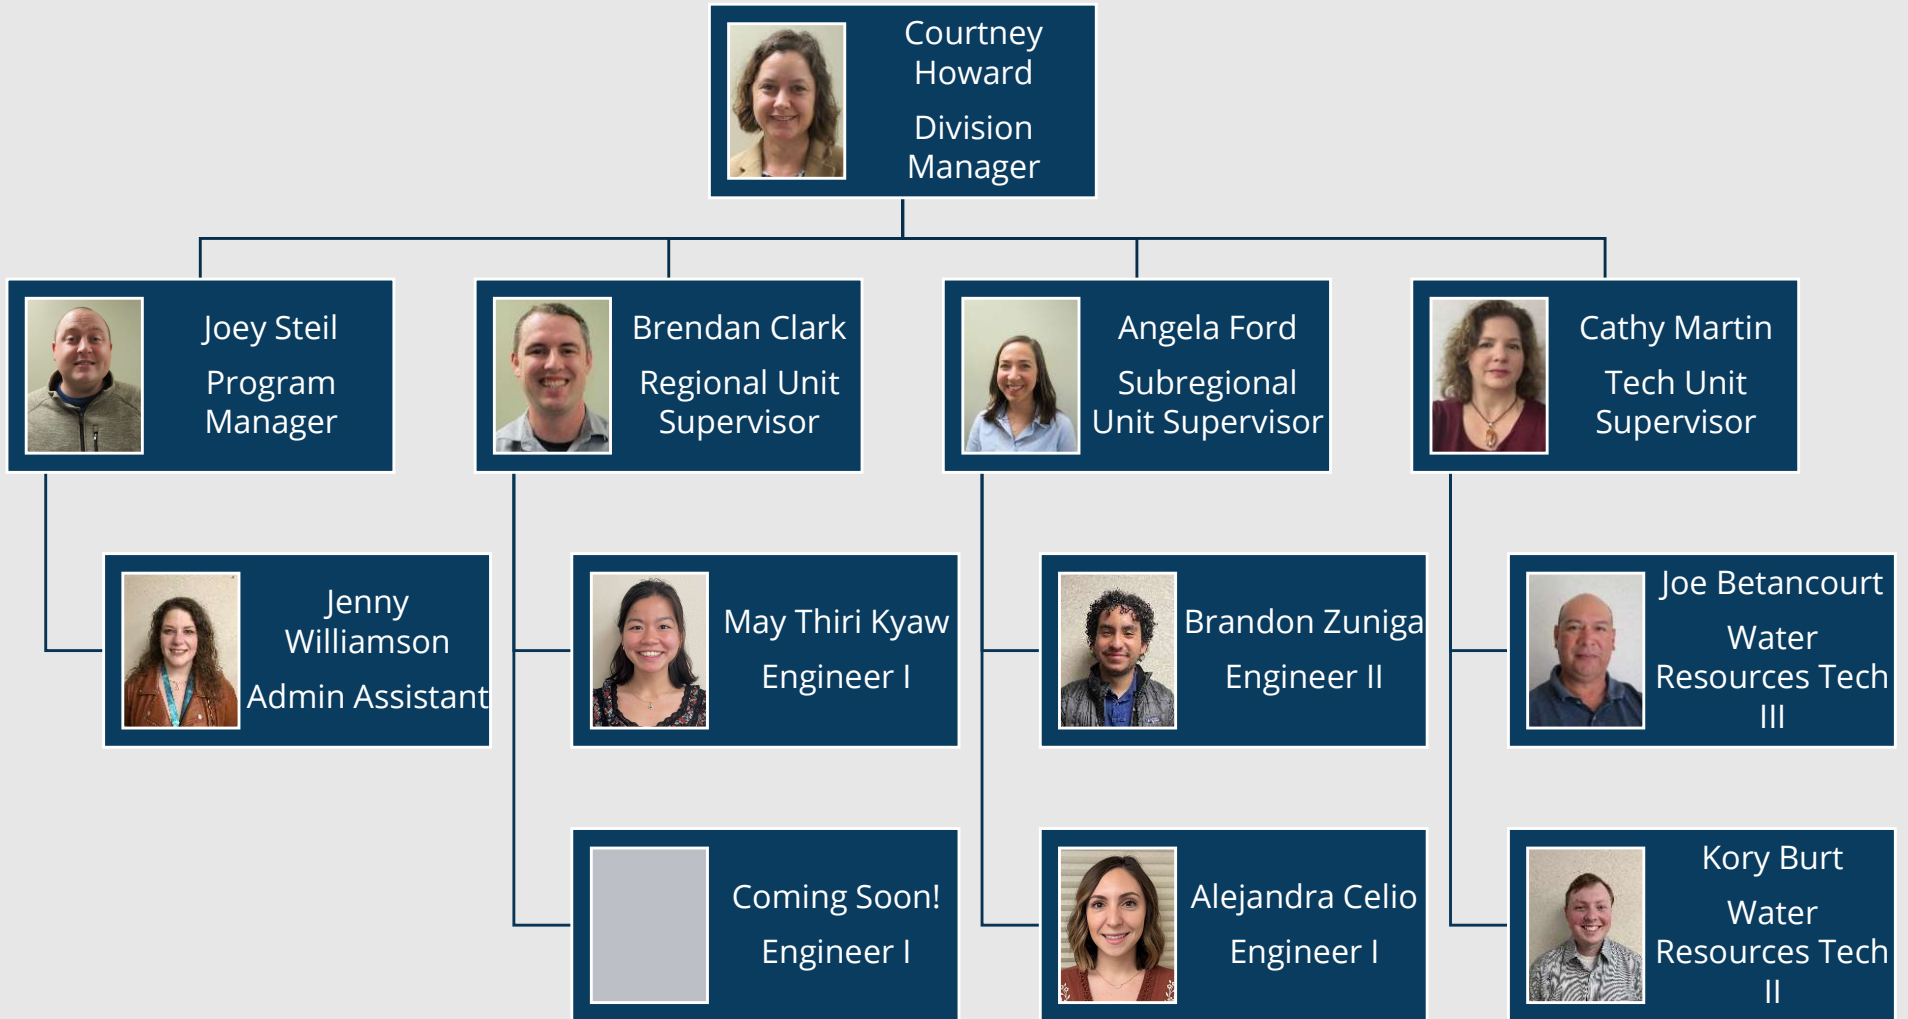 Courtney
Howard
Division
Manager
Joey Steil
Program
Manager
Brendan Clark
Regional Unit
Supervisor
Angela Ford
Subregional
Unit Supervisor
Cathy Martin
Tech Unit
Supervisor
Jenny
Williamson
Admin Assistant
May Thiri Kyaw
Engineer I
Brandon Zuniga
Engineer II
Joe Betancourt
Water
Resources Tech
III
Coming Soon!
Engineer I
Alejandra Celio
Engineer I
Kory Burt
Water
Resources Tech
II